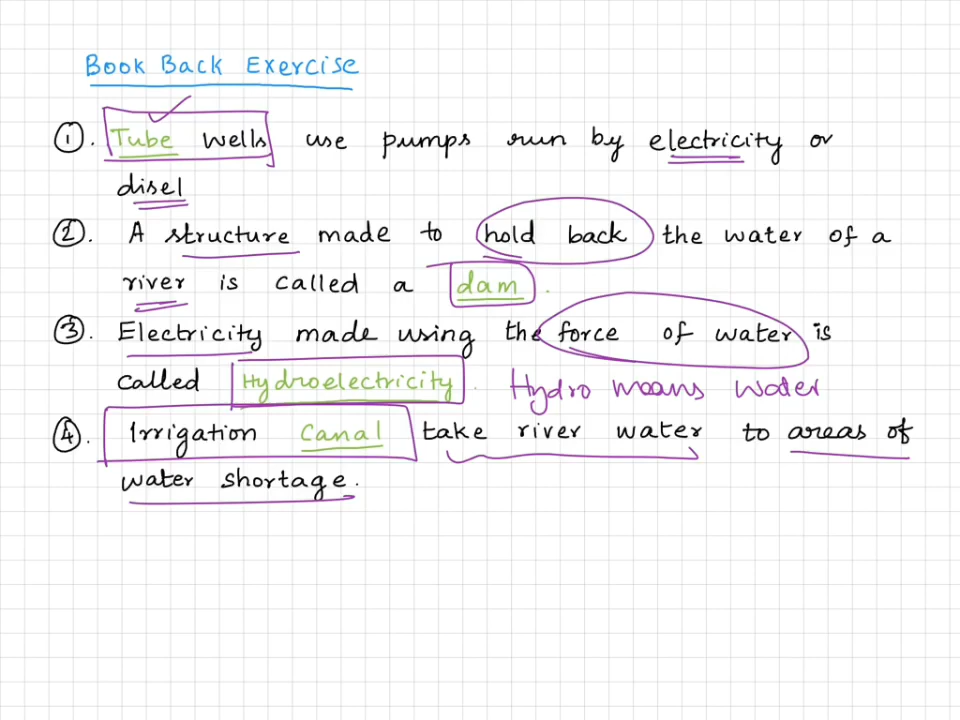 Book Back Exercise
①. Tube wells use pumps run by electricity or
disel
②. A structure made to hold back the water of a
river is called a dam.
③. Electricity made using the force of water is
called Hydroelectricity. Hydro means water
④. Irrigation Canal take river water to areas of
water shortage.